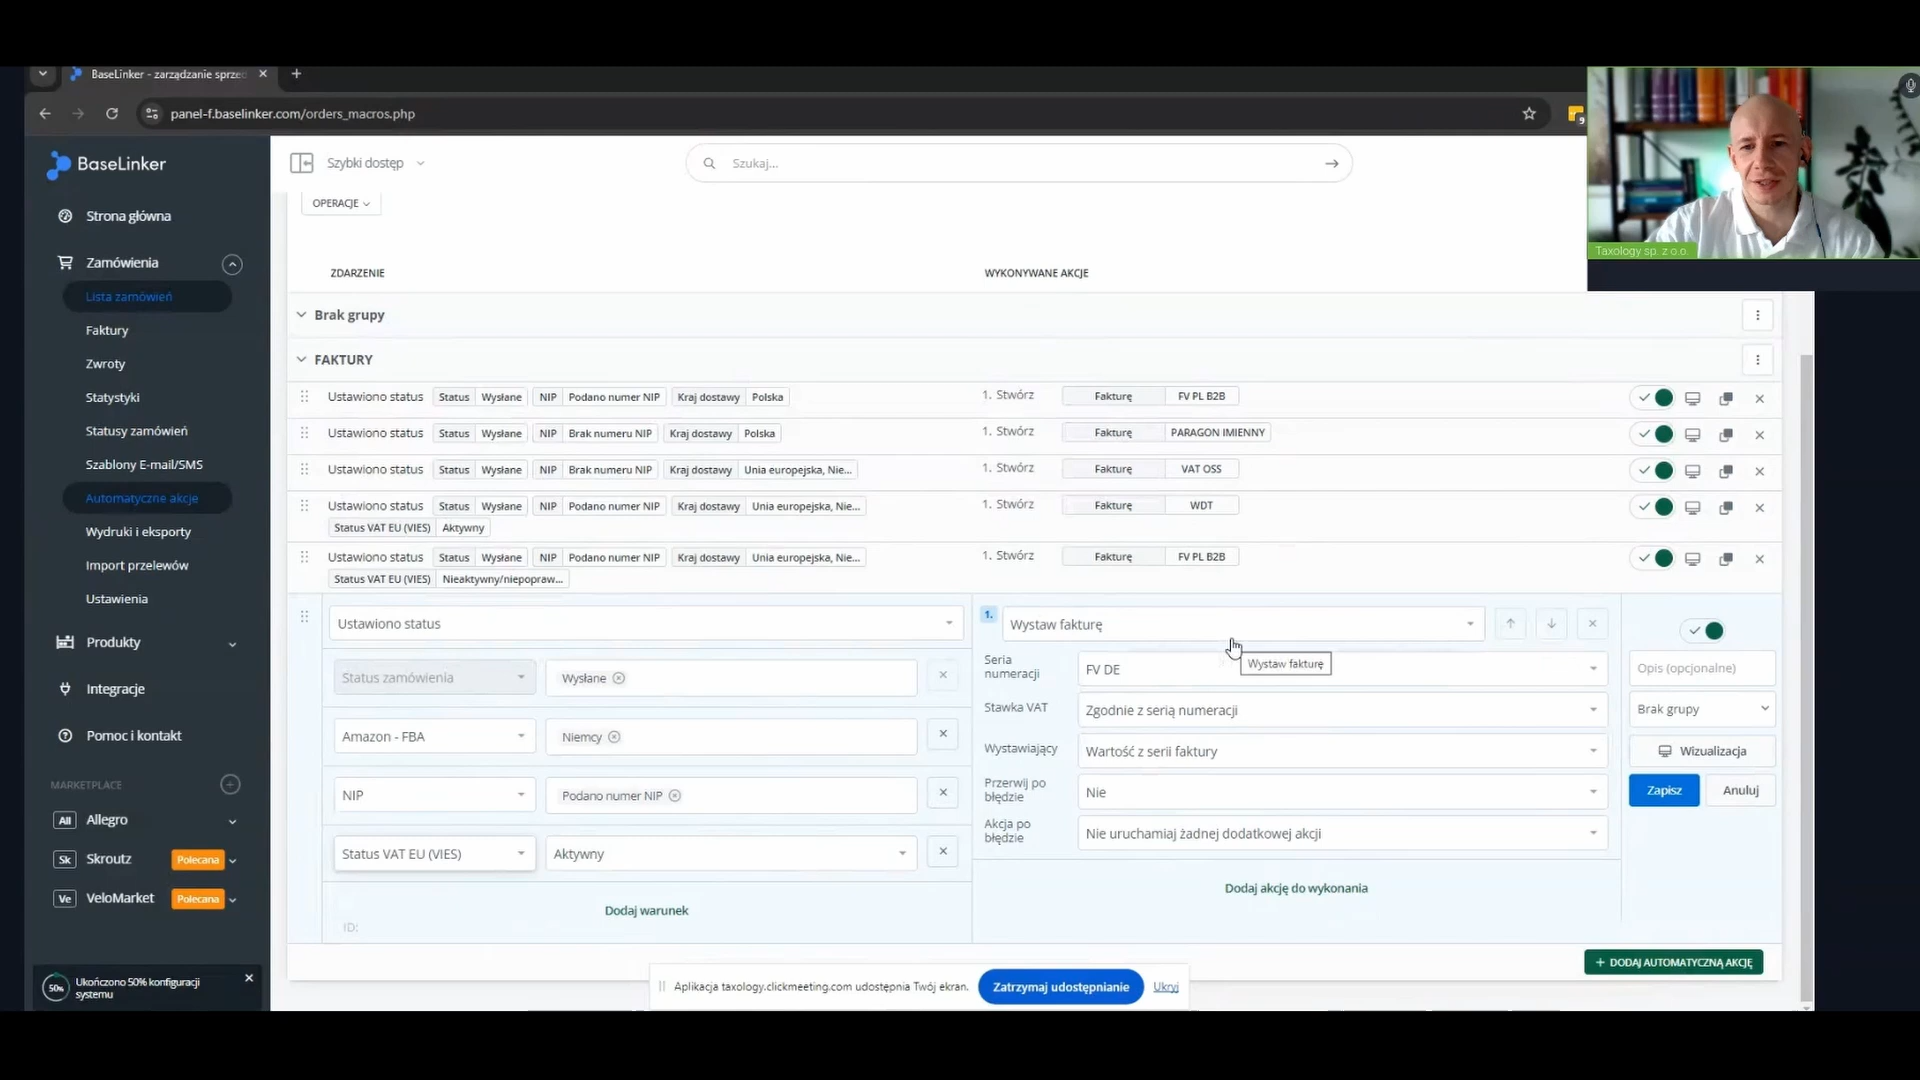 BaseLinker - zarządzanie sprzec
panel-f.baselinker.com/orders_macros.php
9
Taxology sp. z o.o.
BaseLinker
Szybki dostęp
Szukaj...
Strona główna
Zamówienia
Lista zamówień
Faktury
Zwroty
Statystyki
Statusy zamówień
Szablony E-mail/SMS
Automatyczne akcje
Wydruki i eksporty
Import przelewów
Ustawienia
Produkty
Integracje
Pomoc i kontakt
MARKETPLACE
All Allegro
Sk Skroutz Polecana
Ve VeloMarket Polecana
50% Ukończono 50% konfiguracji
systemu
OPERACJE
ZDARZENIE WYKONYWANE AKCJE
Brak grupy
FAKTURY
Ustawiono status Status Wysłane NIP Podano numer NIP Kraj dostawy Polska 1. Stwórz Fakturę FV PL B2B
Ustawiono status Status Wysłane NIP Brak numeru NIP Kraj dostawy Polska 1. Stwórz Fakturę PARAGON IMIENNY
Ustawiono status Status Wysłane NIP Brak numeru NIP Kraj dostawy Unia europejska, Nie... 1. Stwórz Fakturę VAT OSS
Ustawiono status Status Wysłane NIP Podano numer NIP Kraj dostawy Unia europejska, Nie... 1. Stwórz Fakturę WDT
Status VAT EU (VIES) Aktywny
Ustawiono status Status Wysłane NIP Podano numer NIP Kraj dostawy Unia europejska, Nie... 1. Stwórz Fakturę FV PL B2B
Status VAT EU (VIES) Nieaktywny/niepopraw...
Ustawiono status
Status zamówienia Wysłane
Amazon - FBA Niemcy
NIP Podano numer NIP
Status VAT EU (VIES) Aktywny
Dodaj warunek
ID:
1. Wystaw fakturę
Wystaw fakturę
Seria
numeracji
FV DE
Stawka VAT Zgodnie z serią numeracji
Wystawiający Wartość z serii faktury
Przerwij po
błędzie
Nie
Akcja po
błędzie
Nie uruchamiaj żadnej dodatkowej akcji
Dodaj akcję do wykonania
Opis (opcjonalne)
Brak grupy
Wizualizacja
Zapisz Anuluj
+ DODAJ AUTOMATYCZNĄ AKCJĘ
Aplikacja taxology.clickmeeting.com udostępnia Twój ekran. Zatrzymaj udostępnianie Ukryj